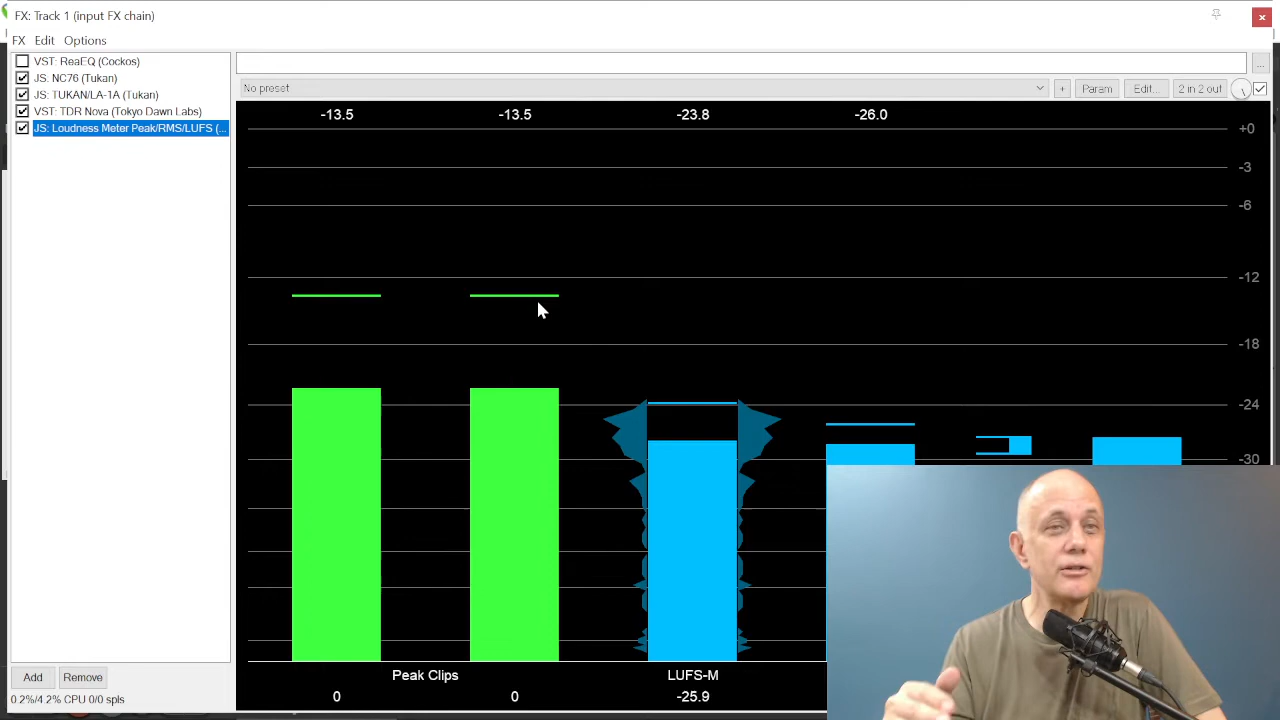 FX: Track 1 (input FX chain)
FX Edit Options
VST: ReaEQ (Cockos)
JS: NC76 (Tukan)
JS: TUKAN/LA-1A (Tukan)
VST: TDR Nova (Tokyo Dawn Labs)
JS: Loudness Meter Peak/RMS/LUFS (...
...
No preset
+
Param
Edit...
2 in 2 out
-13.5 -13.5 -23.8 -26.0
+0
-3
-6
-12
-18
-24
-30
Peak Clips LUFS-M
0 0 -25.9
Add Remove
0.2%/4.2% CPU 0/0 spls